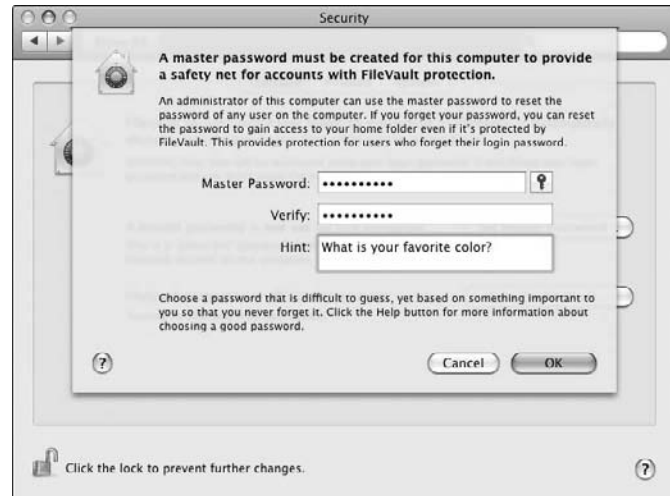 Security
A master password must be created for this computer to provide
a safety net for accounts with FileVault protection.
An administrator of this computer can use the master password to reset the
password of any user on the computer. If you forget your password, you can reset
the password to gain access to your home folder even if it's protected by
FileVault. This provides protection for users who forget their login password.
Master Password: ••••••••••
Verify: ••••••••••
Hint: What is your favorite color?
Choose a password that is difficult to guess, yet based on something important to
you so that you never forget it. Click the Help button for more information about
choosing a good password.
? Cancel OK
Click the lock to prevent further changes. ?